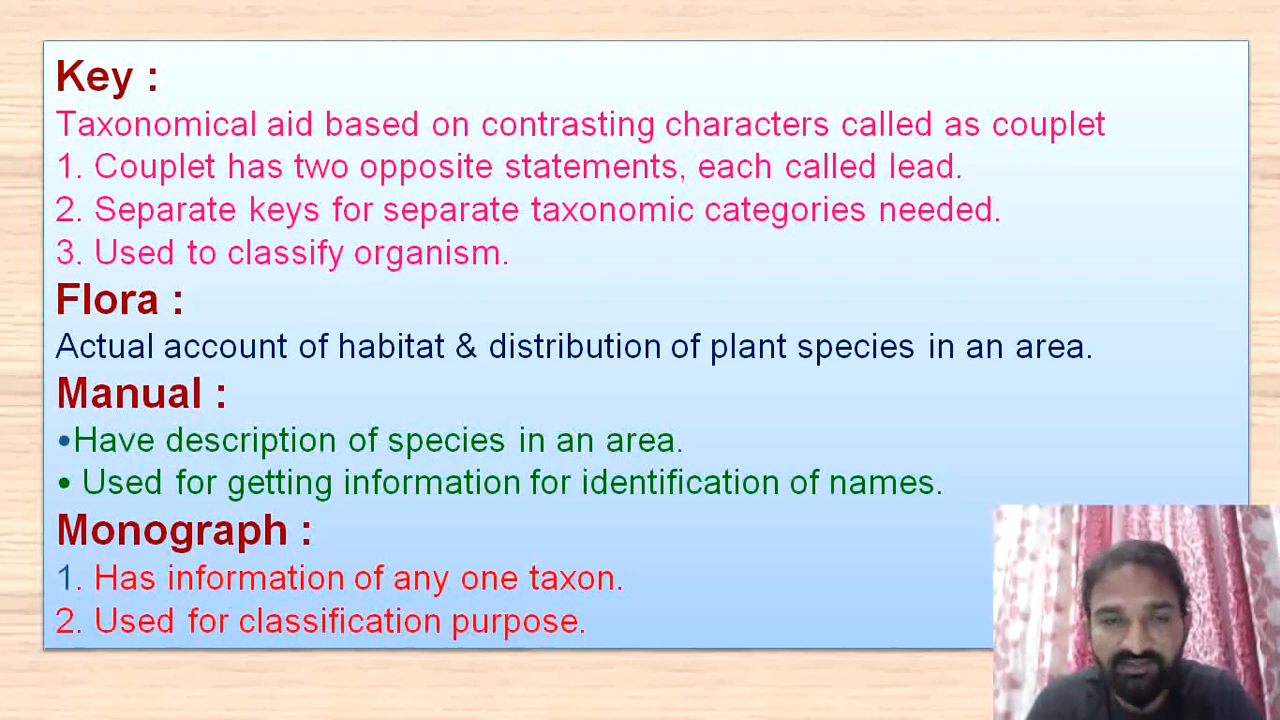 Key :
Taxonomical aid based on contrasting characters called as couplet
1. Couplet has two opposite statements, each called lead.
2. Separate keys for separate taxonomic categories needed.
3. Used to classify organism.
Flora :
Actual account of habitat & distribution of plant species in an area.
Manual :
•Have description of species in an area.
• Used for getting information for identification of names.
Monograph :
1. Has information of any one taxon.
2. Used for classification purpose.